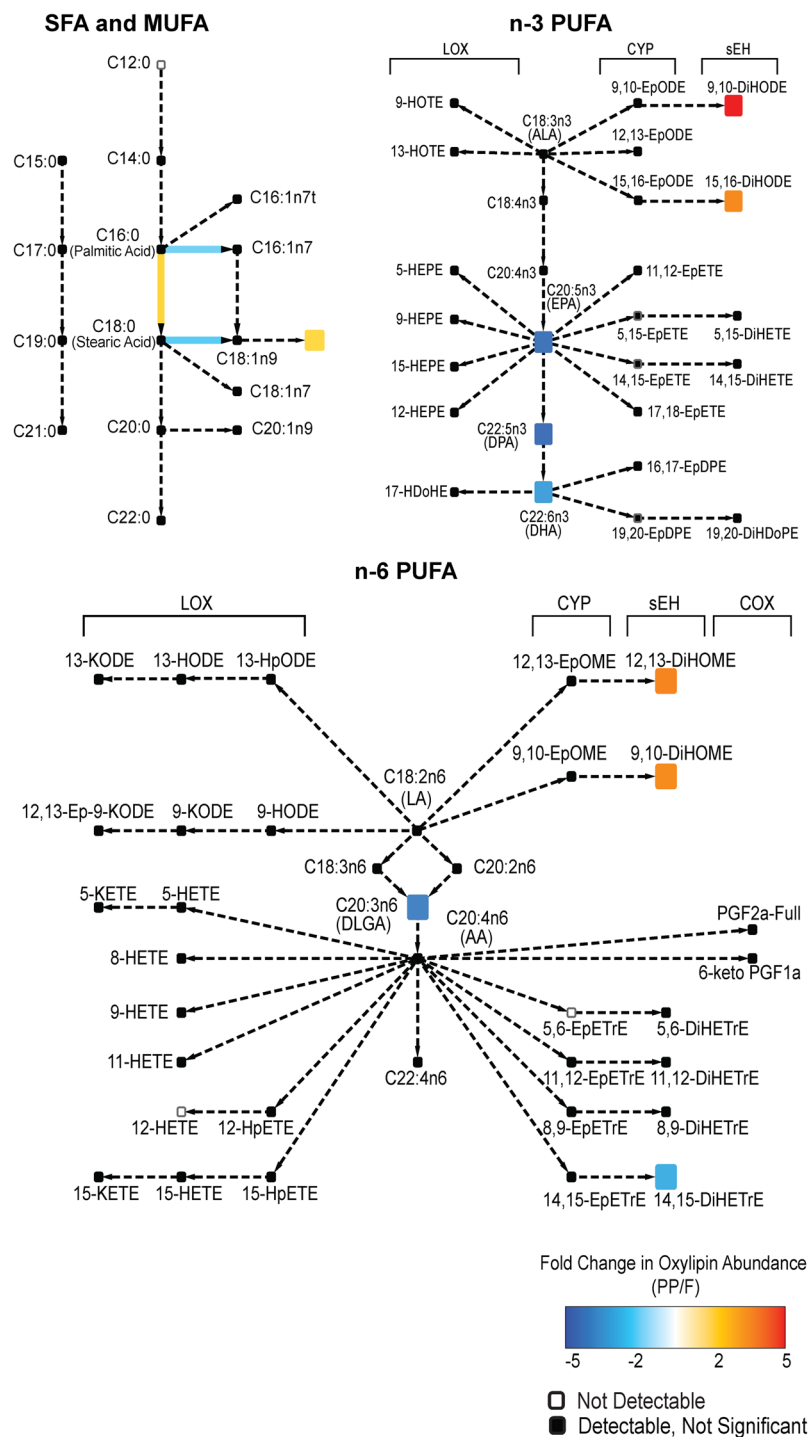 SFA and MUFA
C12:0
C15:0
C14:0
C16:1n7t
C16:0
(Palmitic Acid)
C17:0
C16:1n7
C18:0
(Stearic Acid)
C19:0
C18:1n9
C18:1n7
C21:0
C20:0
C20:1n9
C22:0
n-3 PUFA
LOX
CYP
sEH
9-HOTE
9,10-EpODE
9,10-DiHODE
C18:3n3
(ALA)
13-HOTE
12,13-EpODE
15,16-EpODE
15,16-DiHODE
C18:4n3
5-HEPE
C20:4n3
11,12-EpETE
C20:5n3
(EPA)
9-HEPE
5,15-EpETE
5,15-DiHETE
15-HEPE
14,15-EpETE
14,15-DiHETE
12-HEPE
17,18-EpETE
C22:5n3
(DPA)
16,17-EpDPE
17-HDoHE
C22:6n3
(DHA)
19,20-EpDPE
19,20-DiHDoPE
n-6 PUFA
LOX
CYP
sEH
COX
13-KODE
13-HODE
13-HpODE
12,13-EpOME
12,13-DiHOME
9,10-EpOME
9,10-DiHOME
C18:2n6
(LA)
12,13-Ep-9-KODE
9-KODE
9-HODE
C18:3n6
C20:2n6
5-KETE
5-HETE
C20:3n6
(DLGA)
C20:4n6
(AA)
PGF2a-Full
8-HETE
6-keto PGF1a
9-HETE
5,6-EpETrE
5,6-DiHETrE
11-HETE
C22:4n6
11,12-EpETrE
11,12-DiHETrE
12-HETE
12-HpETE
8,9-EpETrE
8,9-DiHETrE
15-KETE
15-HETE
15-HpETE
14,15-EpETrE
14,15-DiHETrE
Fold Change in Oxylipin Abundance
(PP/F)
-5
-2
2
5
Not Detectable
Detectable, Not Significant